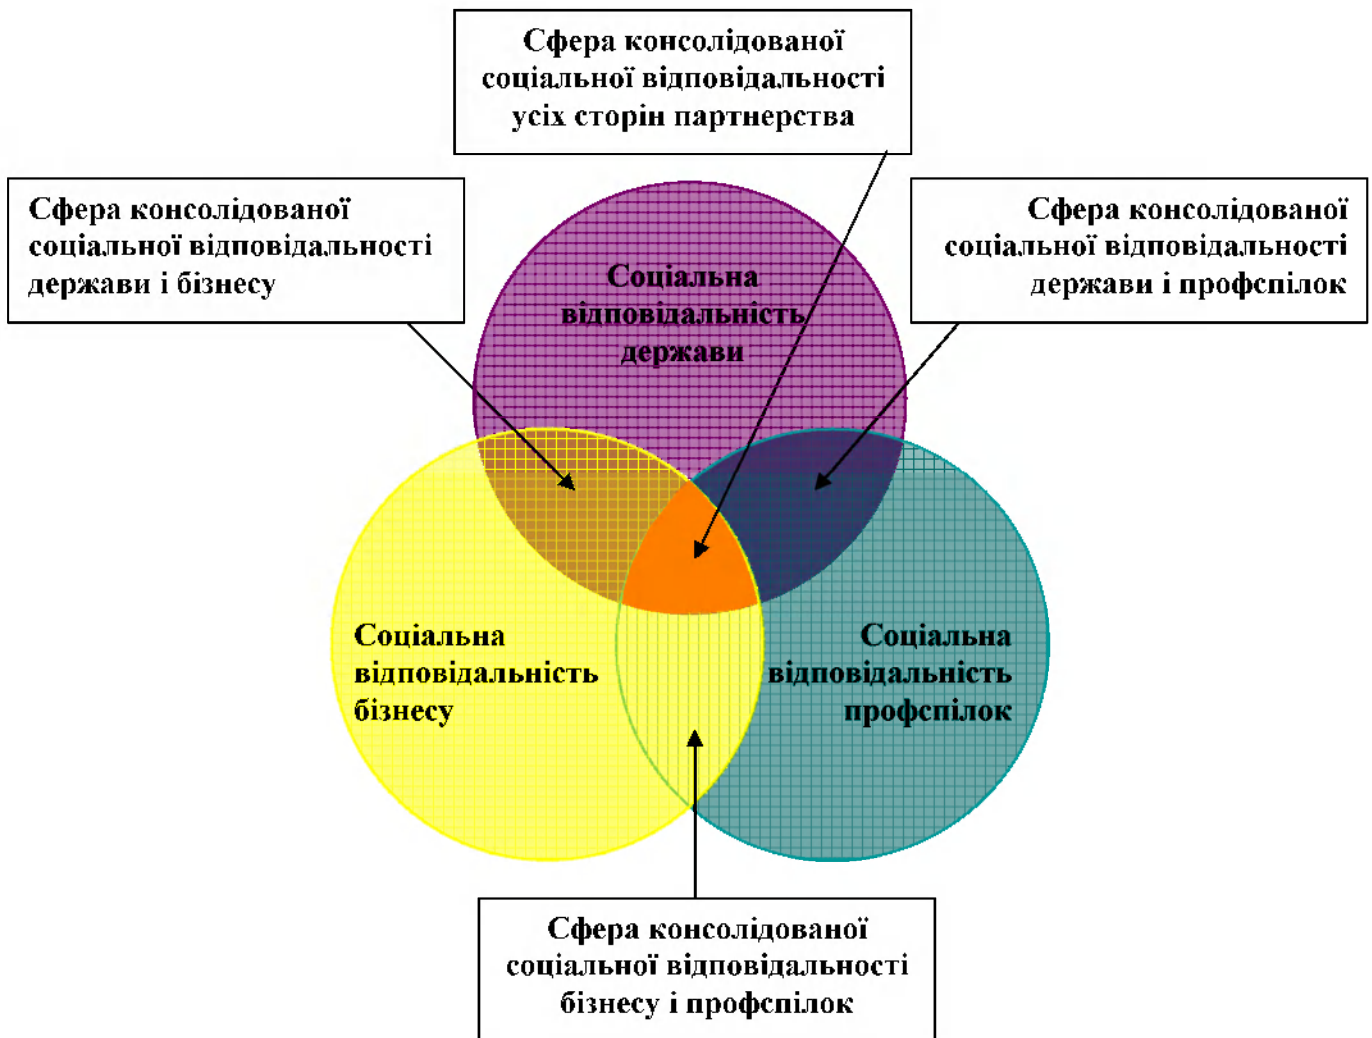 Сфера консолідованої
соціальної відповідальності
усіх сторін партнерства
Сфера консолідованої
соціальної відповідальності
держави і бізнесу
Сфера консолідованої
соціальної відповідальності
держави і профспілок
Соціальна
відповідальність
держави
Соціальна
відповідальність
бізнесу
Соціальна
відповідальність
профспілок
Сфера консолідованої
соціальної відповідальності
бізнесу і профспілок